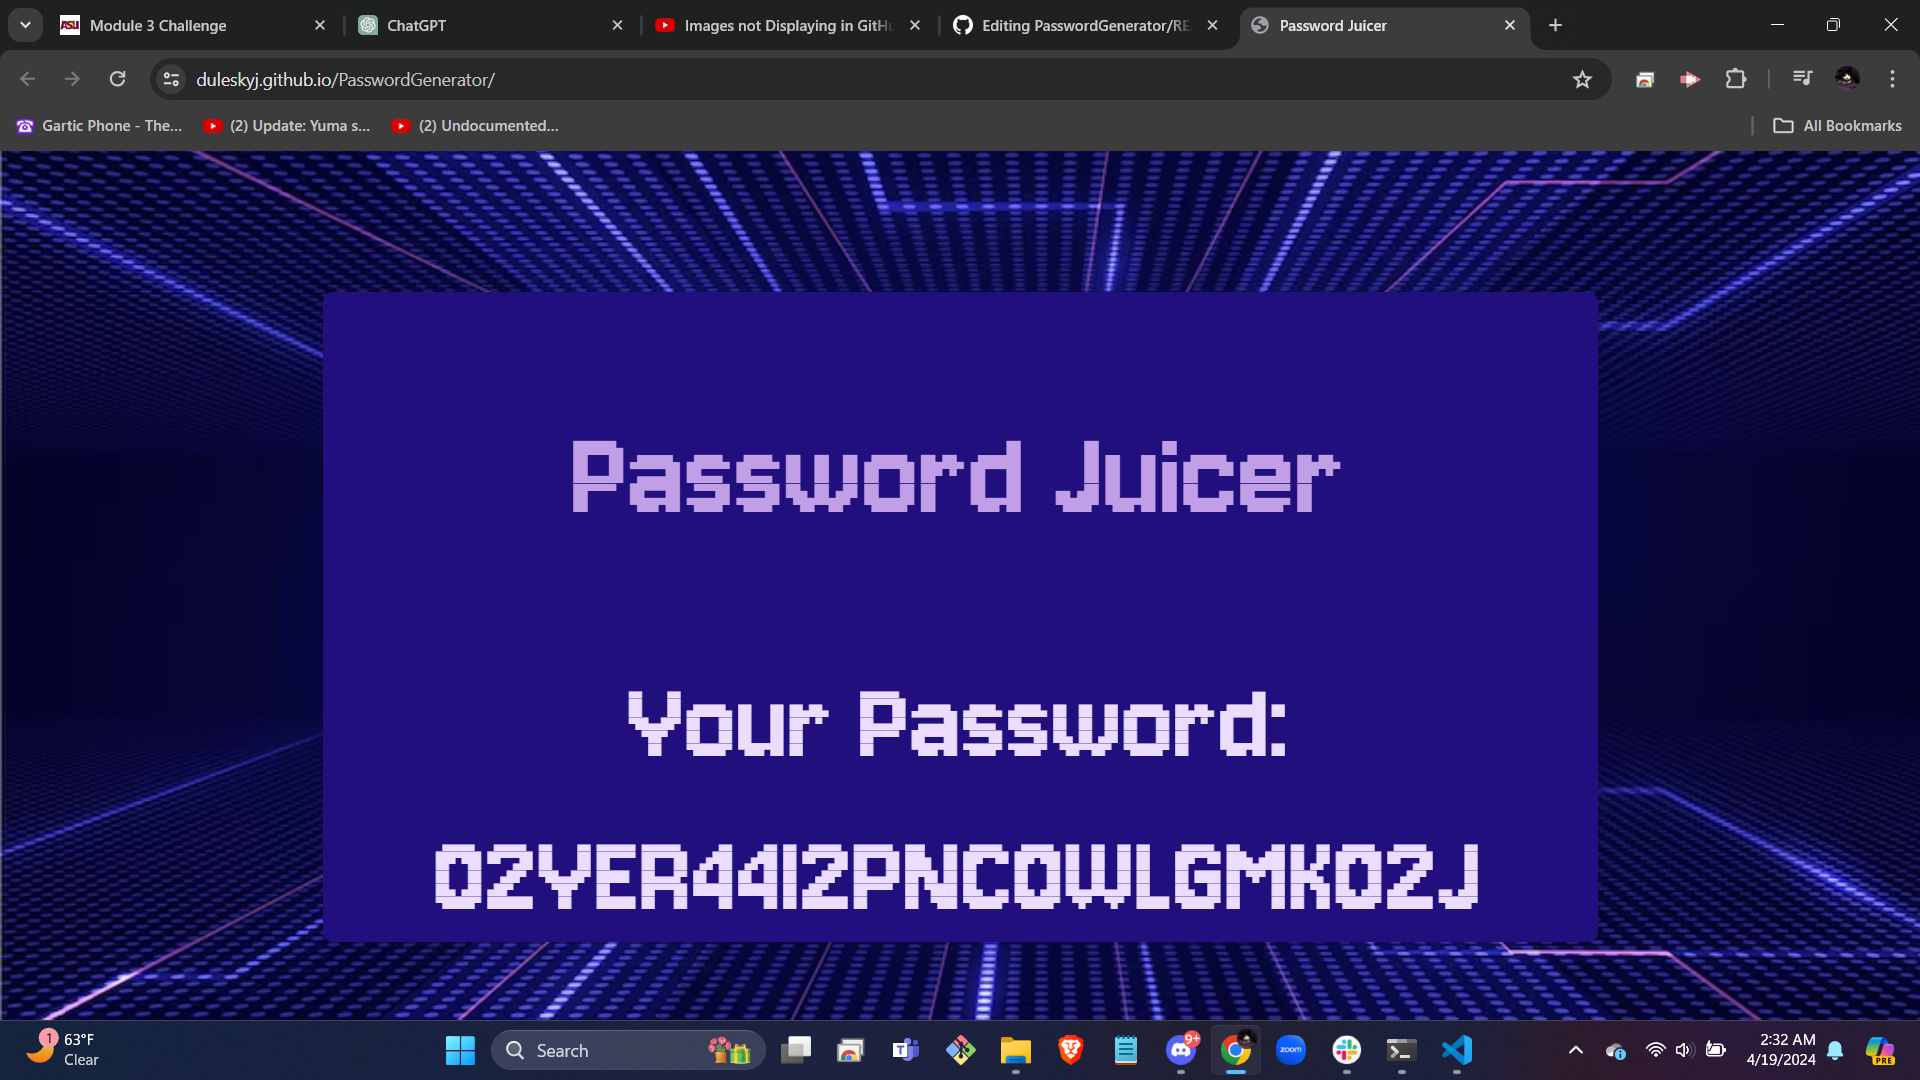 Module 3 Challenge
ChatGPT
Images not Displaying in GitH
Editing PasswordGenerator/RE
Password Juicer
duleskyj.github.io/PasswordGenerator/
Gartic Phone - The...
(2) Update: Yuma s...
(2) Undocumented...
All Bookmarks
Password Juicer
Your Password:
63°F
Clear
1
Search
9+
zoom
2:32 AM
4/19/2024
PRE